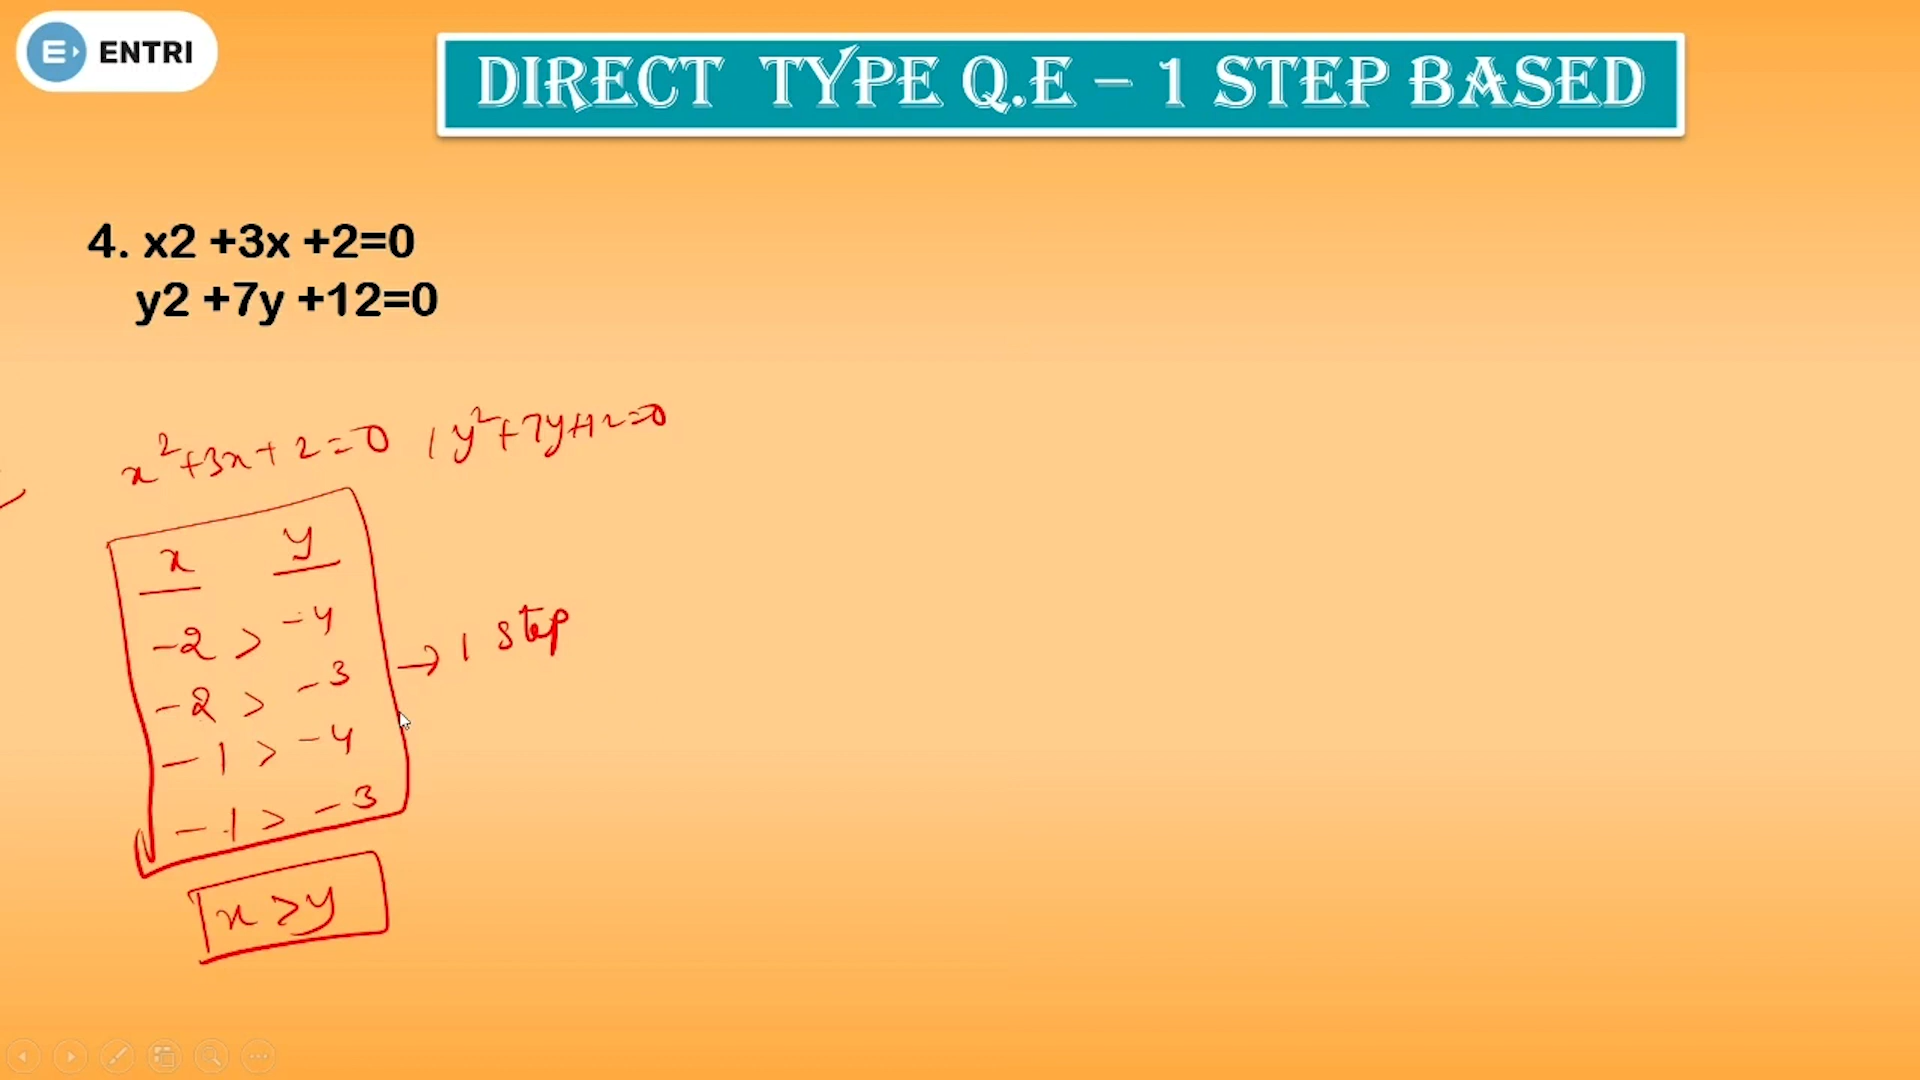 ENTRI
DIRECT TYPE Q.E – 1 STEP BASED
4. x2 +3x +2=0
y2 +7y +12=0
x²+3x+2=0 | y²+7y+12=0
x y
-2 > -4
-2 > -3
-1 > -4
-1 > -3
→ 1 step
x > y